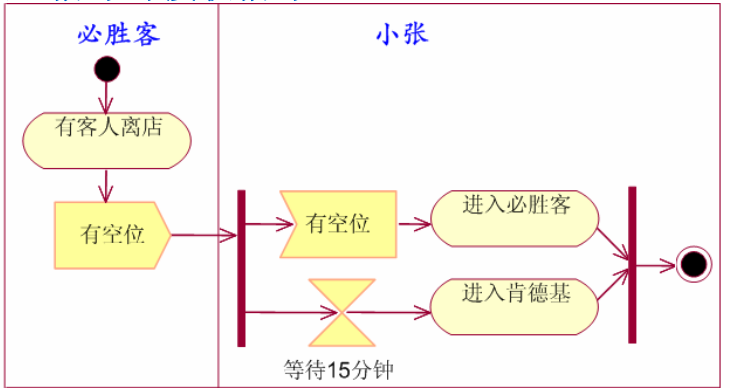 必胜客
小张
有客人离店
有空位
有空位
进入必胜客
进入肯德基
等待15分钟